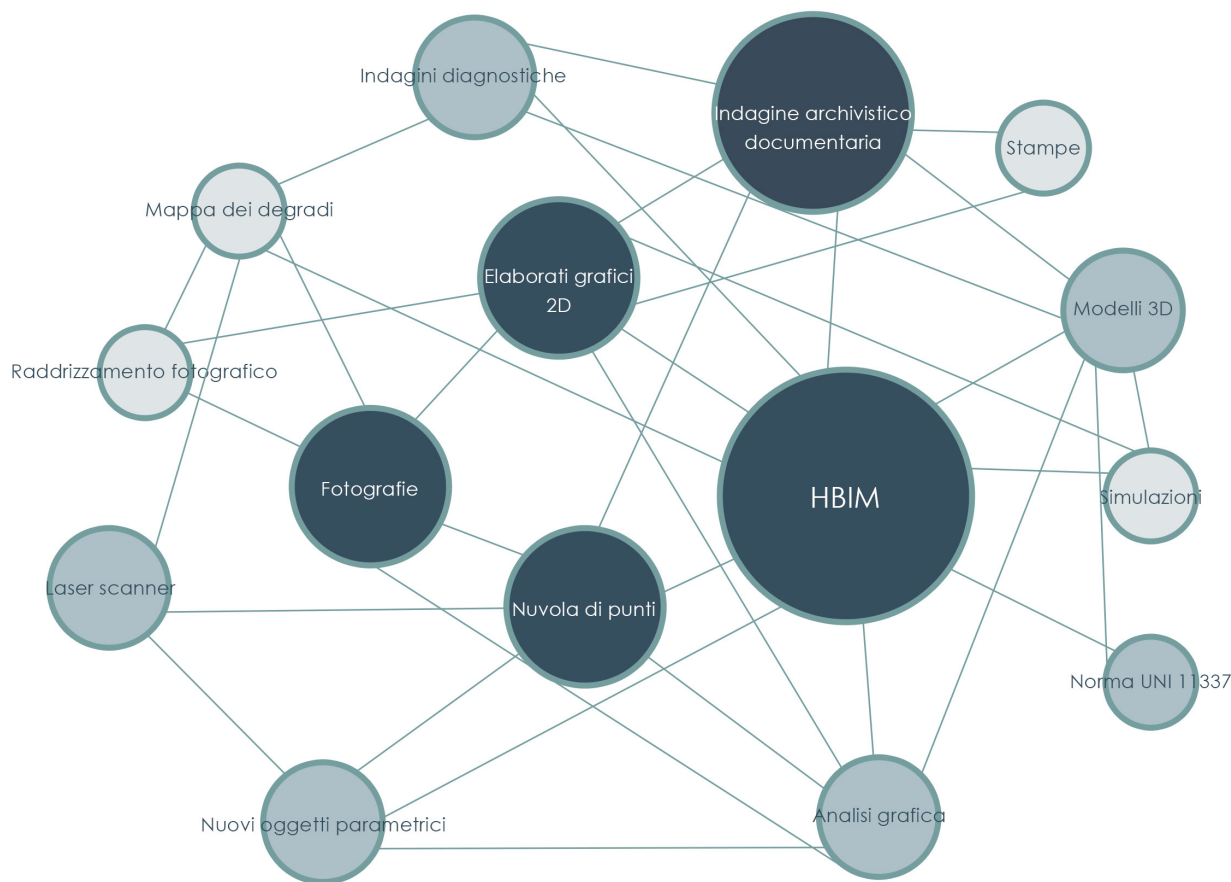 Indagini diagnostiche
Indagine archivistico
documentaria
Stampe
Mappa dei degradi
Elaborati grafici
2D
Modelli 3D
Raddrizzamento fotografico
Fotografie
HBIM
Simulazioni
Laser scanner
Nuvola di punti
Norma UNI 11337
Nuovi oggetti parametrici
Analisi grafica